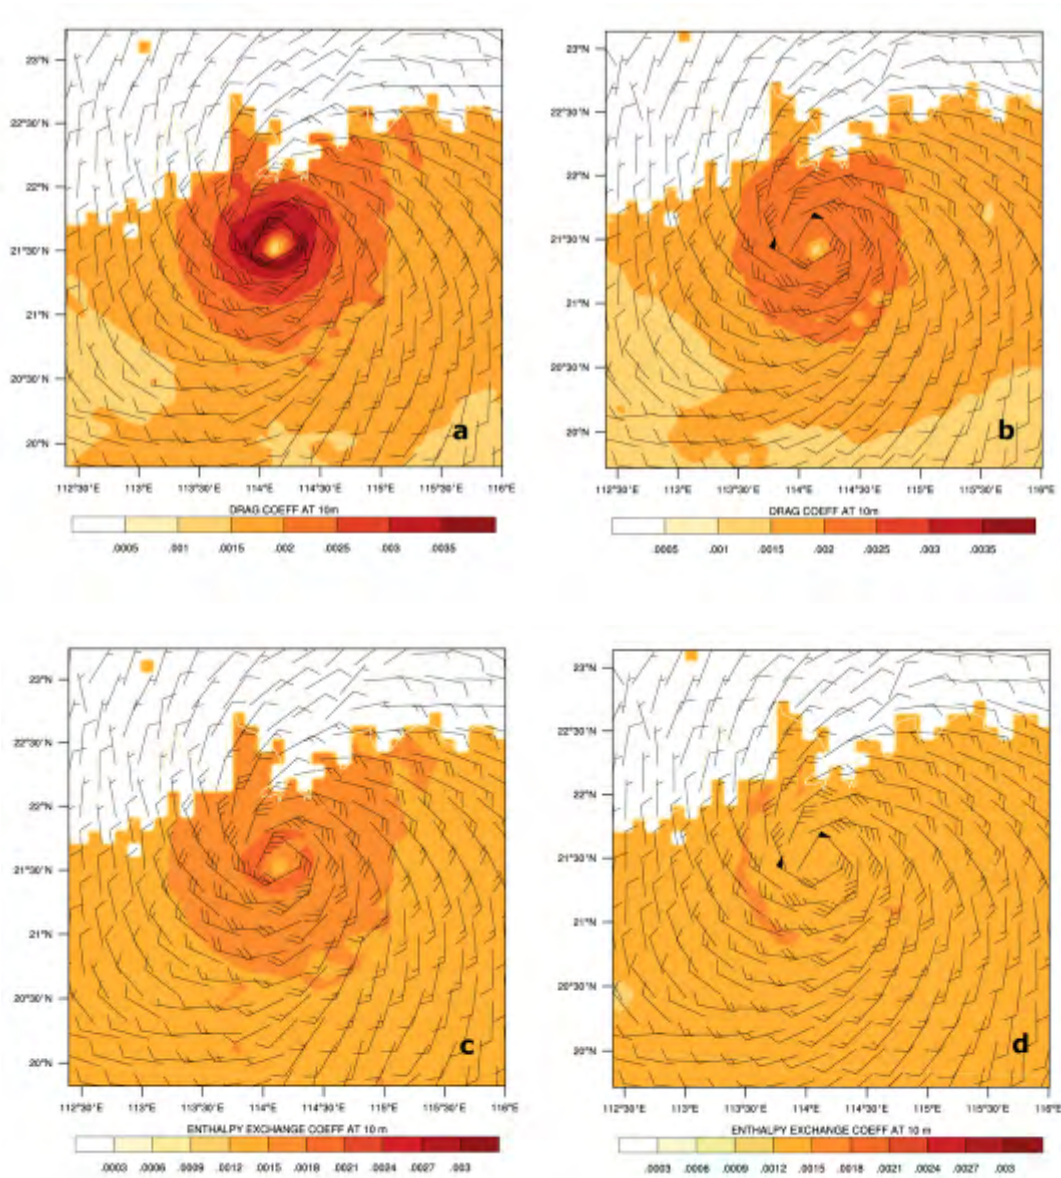 23°N
22°30'N
22°N
21°30'N
21°N
20°30'N
20°N
a
112°30'E 113°E 113°30'E 114°E 114°30'E 115°E 115°30'E 116°E
DRAG COEFF AT 10m
.0005 .001 .0015 .002 .0025 .003 .0035
23°N
22°30'N
22°N
21°30'N
21°N
20°30'N
20°N
b
112°30'E 113°E 113°30'E 114°E 114°30'E 115°E 115°30'E 116°E
DRAG COEFF AT 10m
.0005 .001 .0015 .002 .0025 .003 .0035
23°N
22°30'N
22°N
21°30'N
21°N
20°30'N
20°N
c
112°30'E 113°E 113°30'E 114°E 114°30'E 115°E 115°30'E 116°E
ENTHALPY EXCHANGE COEFF AT 10 m
.0003 .0006 .0009 .0012 .0015 .0018 .0021 .0024 .0027 .003
23°N
22°30'N
22°N
21°30'N
21°N
20°30'N
20°N
d
112°30'E 113°E 113°30'E 114°E 114°30'E 115°E 115°30'E 116°E
ENTHALPY EXCHANGE COEFF AT 10 m
.0003 .0006 .0009 .0012 .0015 .0018 .0021 .0024 .0027 .003